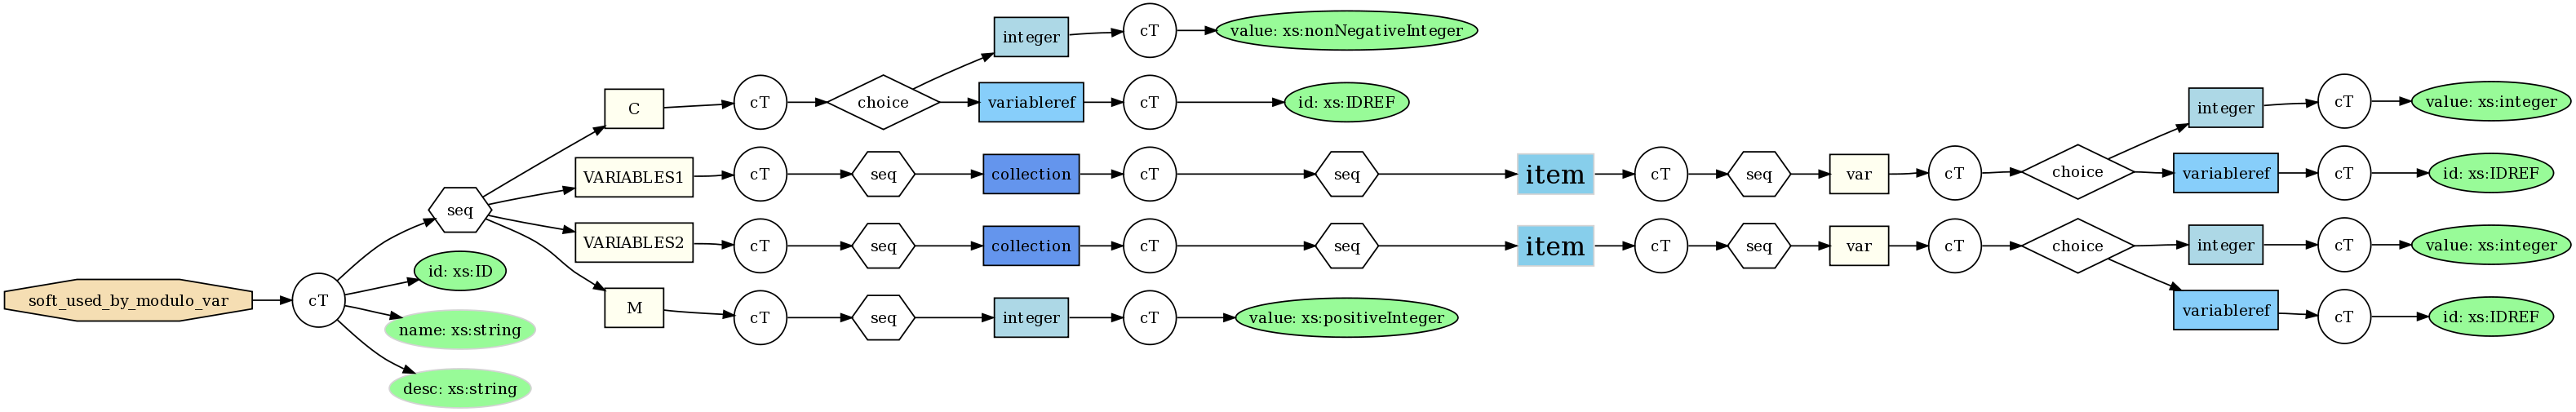 soft_used_by_modulo_var
cT
seq
id: xs:ID
name: xs:string
desc: xs:string
C
cT
choice
integer
cT
value: xs:nonNegativeInteger
variableref
cT
id: xs:IDREF
VARIABLES1
cT
seq
collection
cT
seq
item
cT
seq
var
cT
choice
integer
cT
value: xs:integer
variableref
cT
id: xs:IDREF
VARIABLES2
cT
seq
collection
cT
seq
item
cT
seq
var
cT
choice
integer
cT
value: xs:integer
variableref
cT
id: xs:IDREF
M
cT
seq
integer
cT
value: xs:positiveInteger